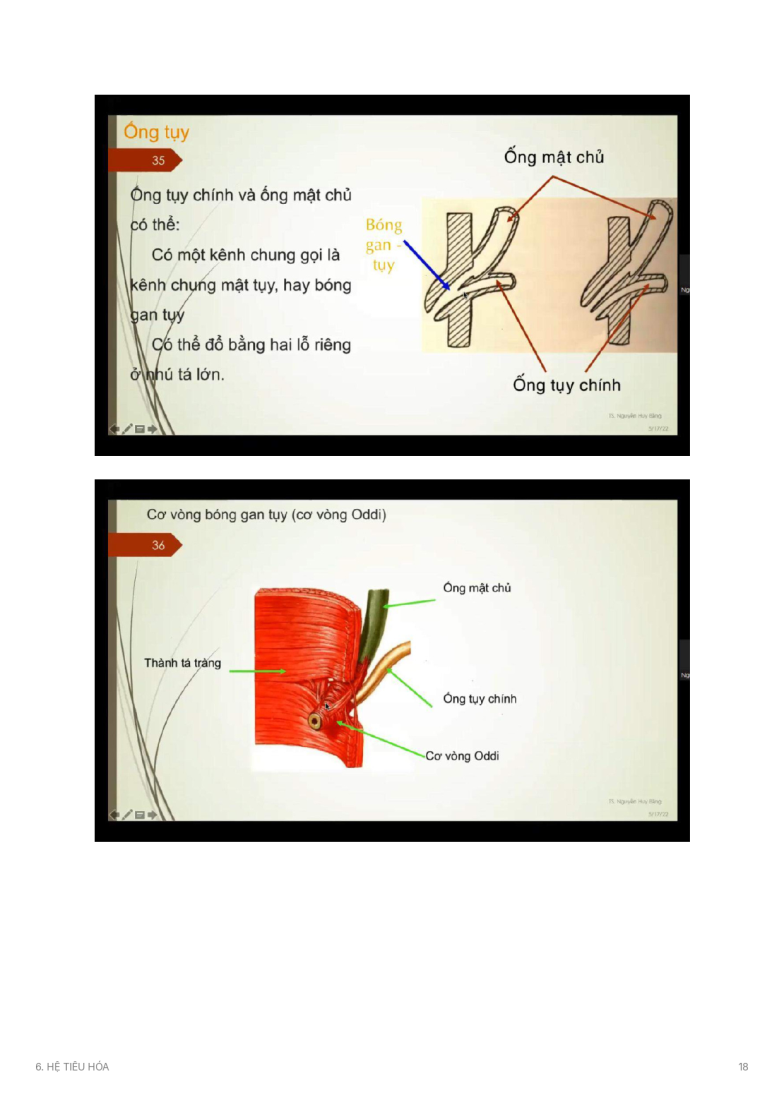 Ống tụy
35
Ống tụy chính và ống mật chủ
có thể:
Có một kênh chung gọi là
kênh chung mật tụy, hay bóng
gan tụy
Có thể đổ bằng hai lỗ riêng
ở nhú tá lớn.
Ống mật chủ
Bóng
gan -
tụy
Ống tụy chính
TS. Nguyễn Huy Bằng
5/17/22
Ng
Cơ vòng bóng gan tụy (cơ vòng Oddi)
36
Ống mật chủ
Thành tá tràng
Ống tụy chính
Cơ vòng Oddi
TS. Nguyễn Huy Bằng
5/17/22
Ng
6. HỆ TIÊU HÓA
18